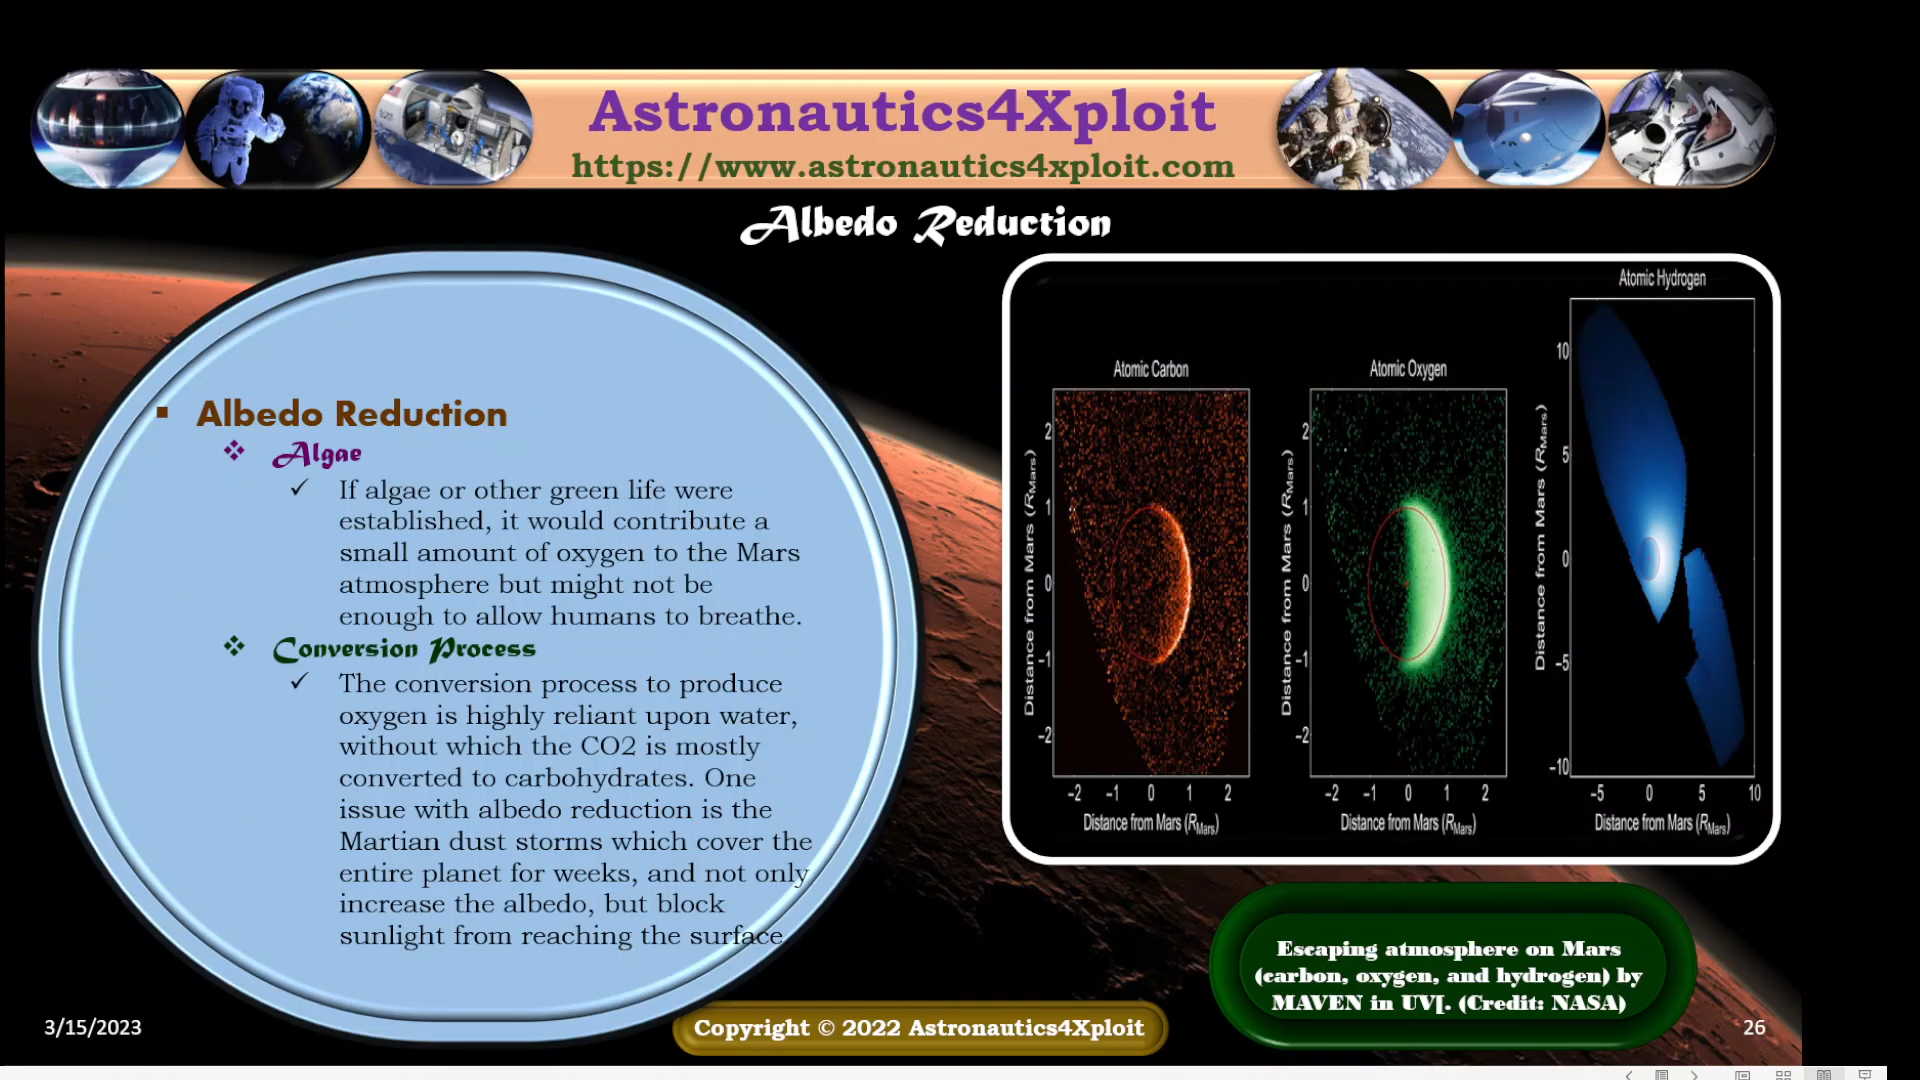 Astronautics4Xploit
https://www.astronautics4xploit.com
Albedo Reduction
Albedo Reduction
Algae
If algae or other green life were
established, it would contribute a
small amount of oxygen to the Mars
atmosphere but might not be
enough to allow humans to breathe.
Conversion Process
The conversion process to produce
oxygen is highly reliant upon water,
without which the CO2 is mostly
converted to carbohydrates. One
issue with albedo reduction is the
Martian dust storms which cover the
entire planet for weeks, and not only
increase the albedo, but block
sunlight from reaching the surface.
Atomic Carbon
Distance from Mars (RMars)
2
1
0
-1
-2
-2 -1 0 1 2
Distance from Mars (RMars)
Atomic Oxygen
Distance from Mars (RMars)
2
1
0
-1
-2
-2 -1 0 1 2
Distance from Mars (RMars)
Atomic Hydrogen
Distance from Mars (RMars)
10
5
0
-5
-10
-5 0 5 10
Distance from Mars (RMars)
Escaping atmosphere on Mars
(carbon, oxygen, and hydrogen) by
MAVEN in UV[. (Credit: NASA)
3/15/2023
Copyright © 2022 Astronautics4Xploit
26